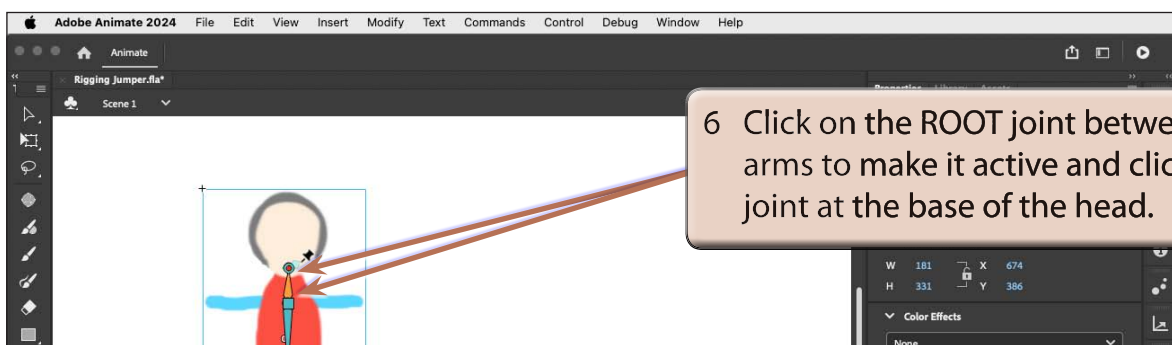 Adobe Animate 2024 File Edit View Insert Modify Text Commands Control Debug Window Help
Animate
Rigging Jumper.fla*
Scene 1
6 Click on the ROOT joint betwe
arms to make it active and clic
joint at the base of the head.
W 181 X 674
H 331 Y 386
Color Effects
None